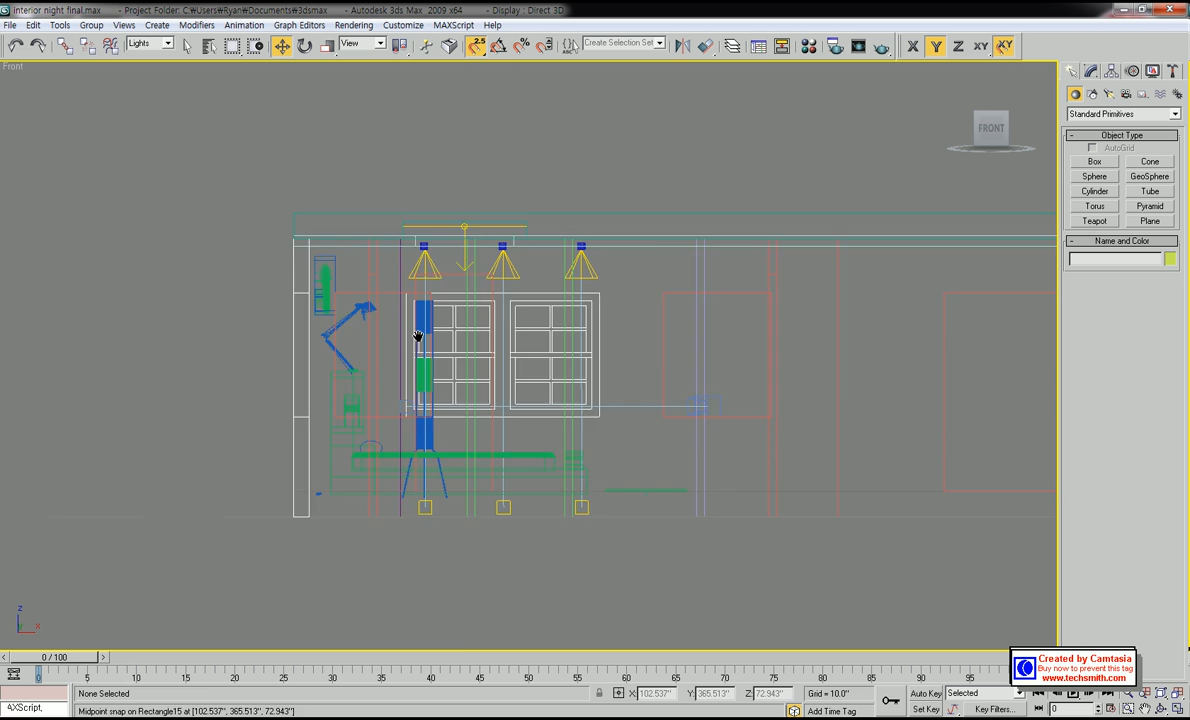 interior night final.max - Project Folder: C:₩Users₩Ryan₩Documents₩3dsmax - Autodesk 3ds Max 2009 x64 - Display : Direct 3D
File Edit Tools Group Views Create Modifiers Animation Graph Editors Rendering Customize MAXScript Help
Lights View 2.5 Create Selection Set X Y Z XY XY
Front
FRONT
Standard Primitives
- Object Type
AutoGrid
Box Cone
Sphere GeoSphere
Cylinder Tube
Torus Pyramid
Teapot Plane
- Name and Color
z
x
< 0 / 100 >
0 5 10 15 20 25 30 35 40 45 50 55 60 65 70 75 80 85 90 95
Created by Camtasia
Buy now to prevent this tag
www.techsmith.com
None Selected X: 102.537" Y: 365.513" Z: 72.943" Grid = 10.0" Auto Key Selected
AXScript, Midpoint snap on Rectangle15 at [102.537", 365.513", 72.943"] Add Time Tag Set Key Key Filters... 0